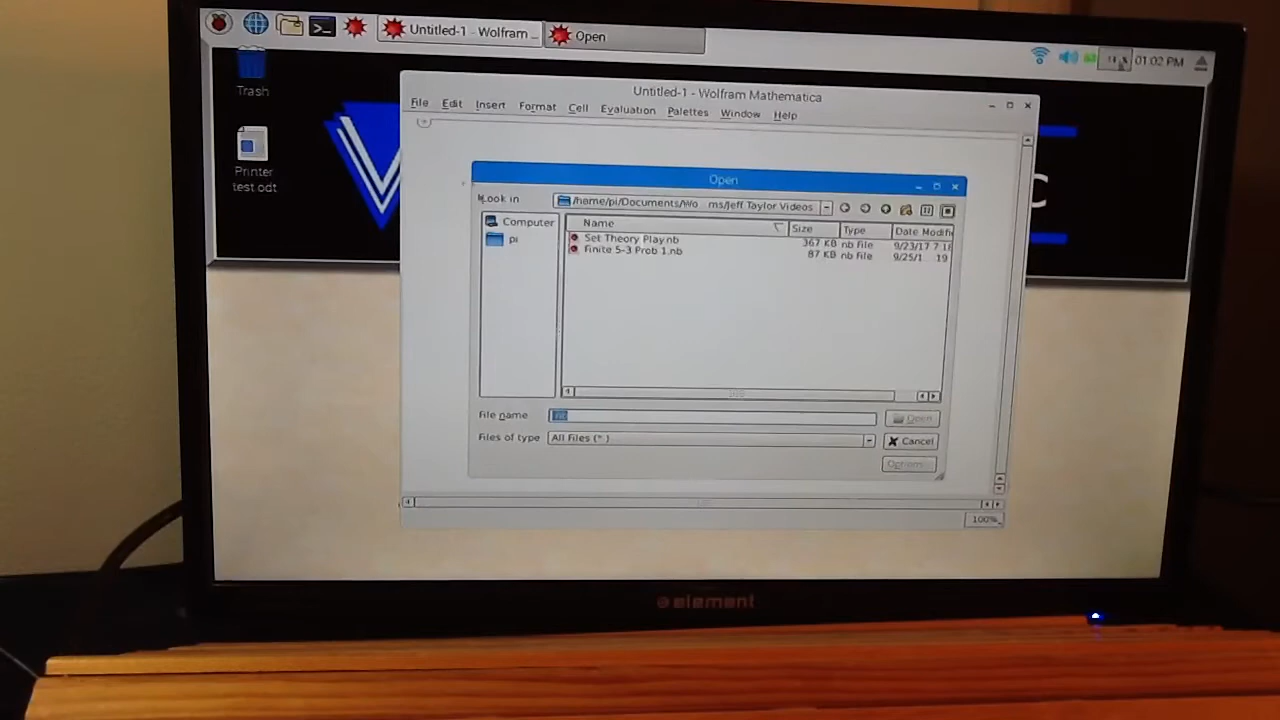 Untitled-1 - Wolfram ...
Open
01:02 PM
Trash
Printer
test odt
Untitled-1 - Wolfram Mathematica
File Edit Insert Format Cell Evaluation Palettes Window Help
Open
Look in
/home/pi/Documents/Wo...ms/Jeff Taylor Videos
Computer
pi
Name Size Type Date Modifi
Set Theory Play.nb 367 KB nb file 9/23/17 7:18
Finite 5-3 Prob 1.nb 87 KB nb file 9/25/1...19
File name
Open
Files of type All Files (*)
Cancel
Options
100%
V
C
element